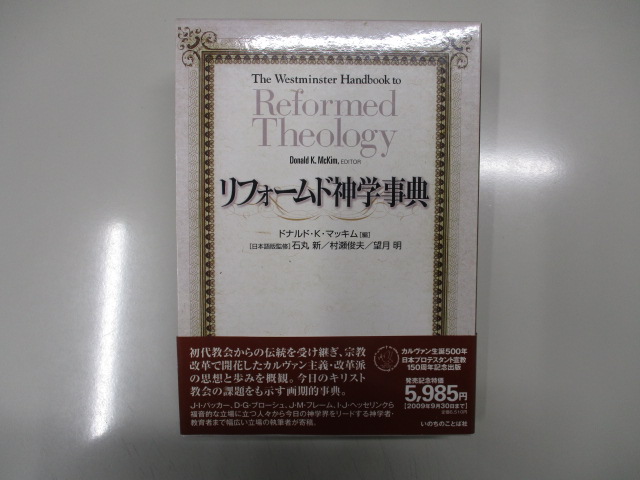 The Westminster Handbook to
Reformed
Theology
Donald K. McKim, EDITOR
リフォームド神学事典
ドナルド・K・マッキム[編]
[日本語版監修]石丸 新／村瀬俊夫／望月 明
初代教会からの伝統を受け継ぎ、宗教
改革で開花したカルヴァン主義・改革派
の思想と歩みを概観。今日のキリスト
教会の課題をも示す画期的事典。
J・I・パッカー、D・G・ブローシュ、J・M・フレーム、I・J・ヘッセリンクら
福音的な立場に立つ人々から今日の神学界をリードする神学者・
教育者まで幅広い立場の執筆者が寄稿。
カルヴァン生誕500年
日本プロテスタント宣教
150周年記念出版
発売記念特価
5,985円
[2009年9月30日まで]
いのちのことば社